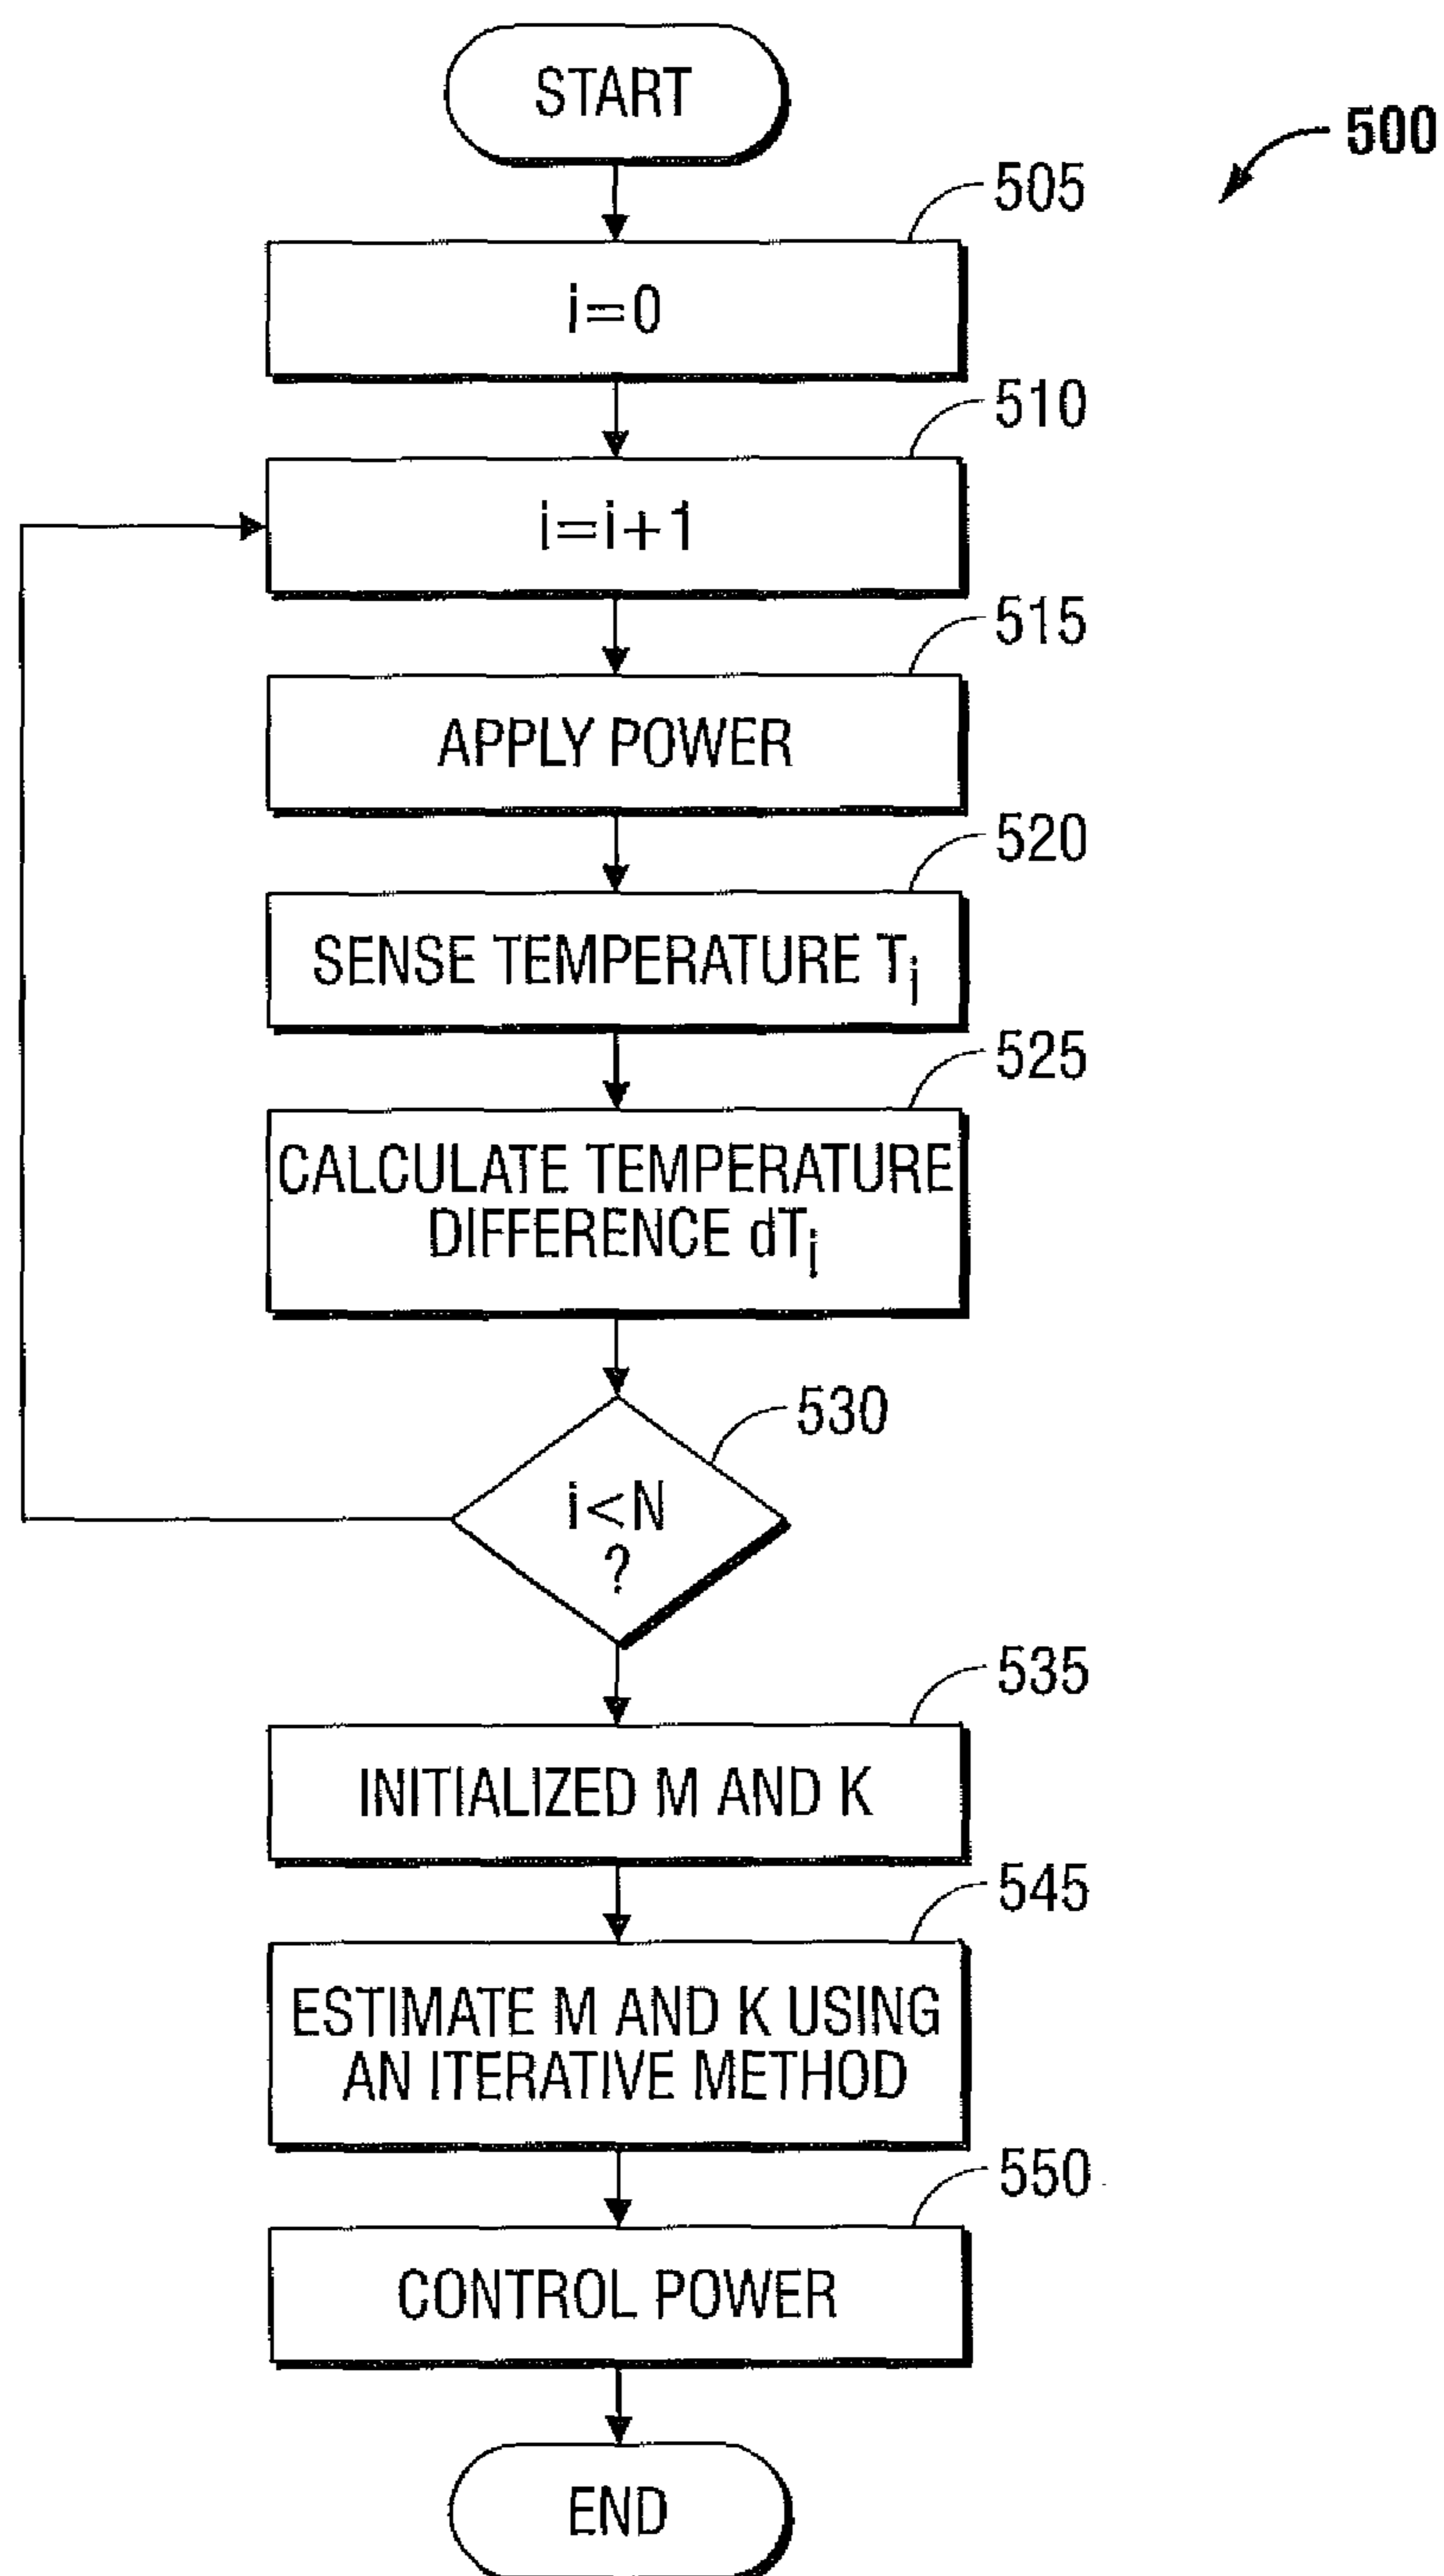 START
500
505
i=0
510
i=i+1
515
APPLY POWER
520
SENSE TEMPERATURE Ti
525
CALCULATE TEMPERATURE
DIFFERENCE dTi
530
i<N
?
535
INITIALIZED M AND K
545
ESTIMATE M AND K USING
AN ITERATIVE METHOD
550
CONTROL POWER
END